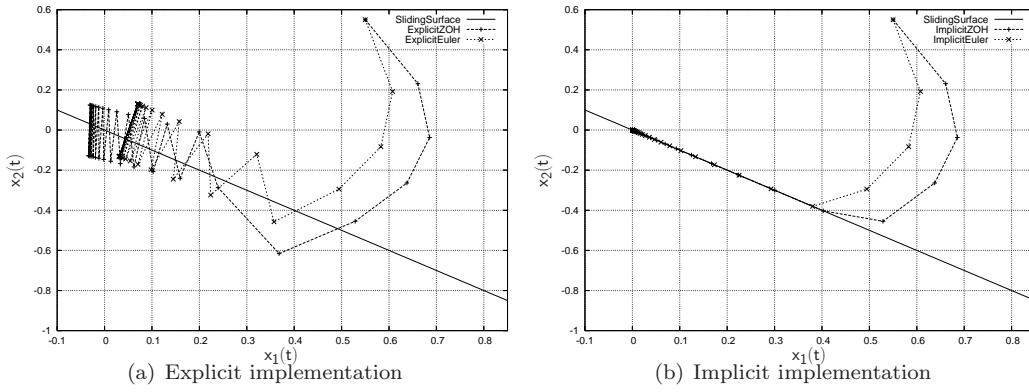 0.6
0.4
0.2
0
-0.2
-0.4
-0.6
-0.8
-1
-0.1 0 0.1 0.2 0.3 0.4 0.5 0.6 0.7 0.8
x2(t)
x1(t)
SlidingSurface
ExplicitZOH
ExplicitEuler
(a) Explicit implementation
0.6
0.4
0.2
0
-0.2
-0.4
-0.6
-0.8
-1
-0.1 0 0.1 0.2 0.3 0.4 0.5 0.6 0.7 0.8
x2(t)
x1(t)
SlidingSurface
ImplicitZOH
ImplicitEuler
(b) Implicit implementation